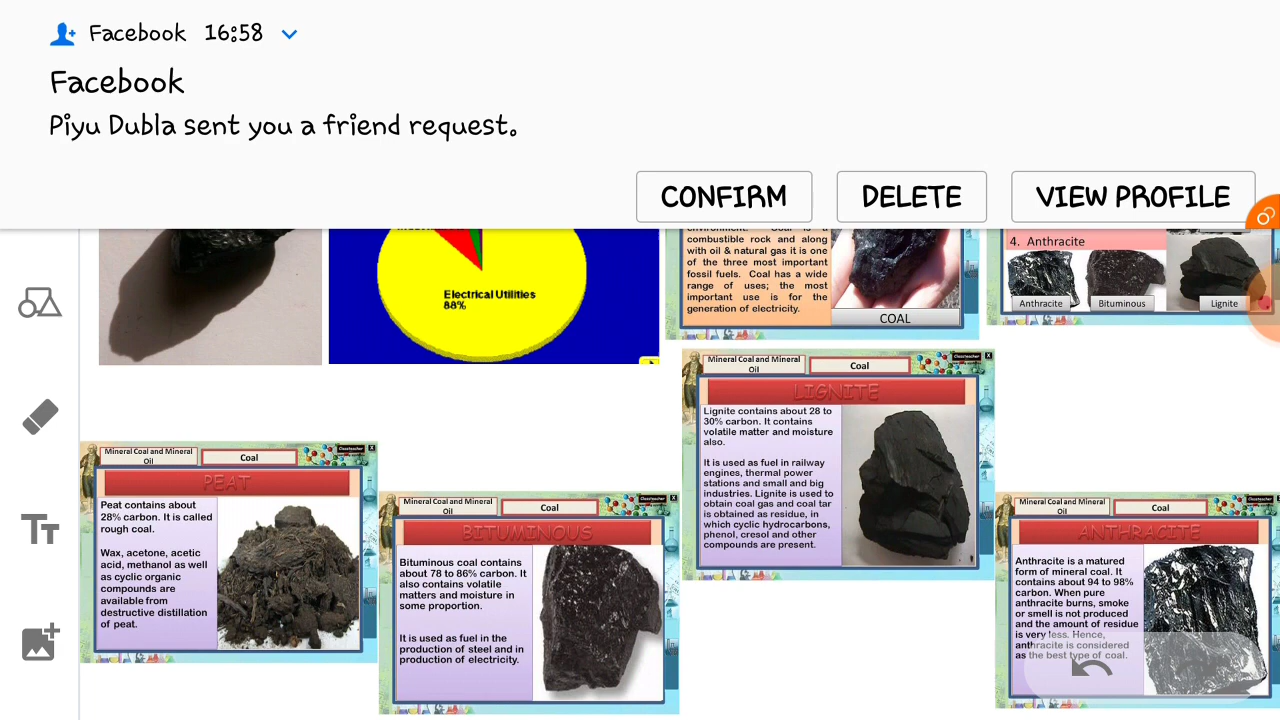 Facebook 16:58
Facebook
Piyu Dubla sent you a friend request.
CONFIRM
DELETE
VIEW PROFILE
Electrical Utilities
88%
combustible rock and along
with oil & natural gas it is one
of the three most important
fossil fuels. Coal has a wide
range of uses; the most
important use is for the
generation of electricity.
COAL
4. Anthracite
Anthracite
Bituminous
Lignite
Mineral Coal and Mineral
Oil
Coal
Classteacher
X
LIGNITE
Lignite contains about 28 to
30% carbon. It contains
volatile matter and moisture
also.
It is used as fuel in railway
engines, thermal power
stations and small and big
industries. Lignite is used to
obtain coal gas and coal tar
is obtained as residue, in
which cyclic hydrocarbons,
phenol, cresol and other
compounds are present.
Mineral Coal and Mineral
Oil
Coal
Classteacher
X
PEAT
Peat contains about
28% carbon. It is called
rough coal.
Wax, acetone, acetic
acid, methanol as well
as cyclic organic
compounds are
available from
destructive distillation
of peat.
Mineral Coal and Mineral
Oil
Coal
Classteacher
X
BITUMINOUS
Bituminous coal contains
about 78 to 86% carbon. It
also contains volatile
matters and moisture in
some proportion.
It is used as fuel in the
production of steel and in
production of electricity.
Mineral Coal and Mineral
Oil
Coal
Classteacher
ANTHRACITE
Anthracite is a matured
form of mineral coal. It
contains about 94 to 98%
carbon. When pure
anthracite burns, smoke
or smell is not produced
and the amount of residue
is very less. Hence,
anthracite is considered
as the best type of coal.
TT